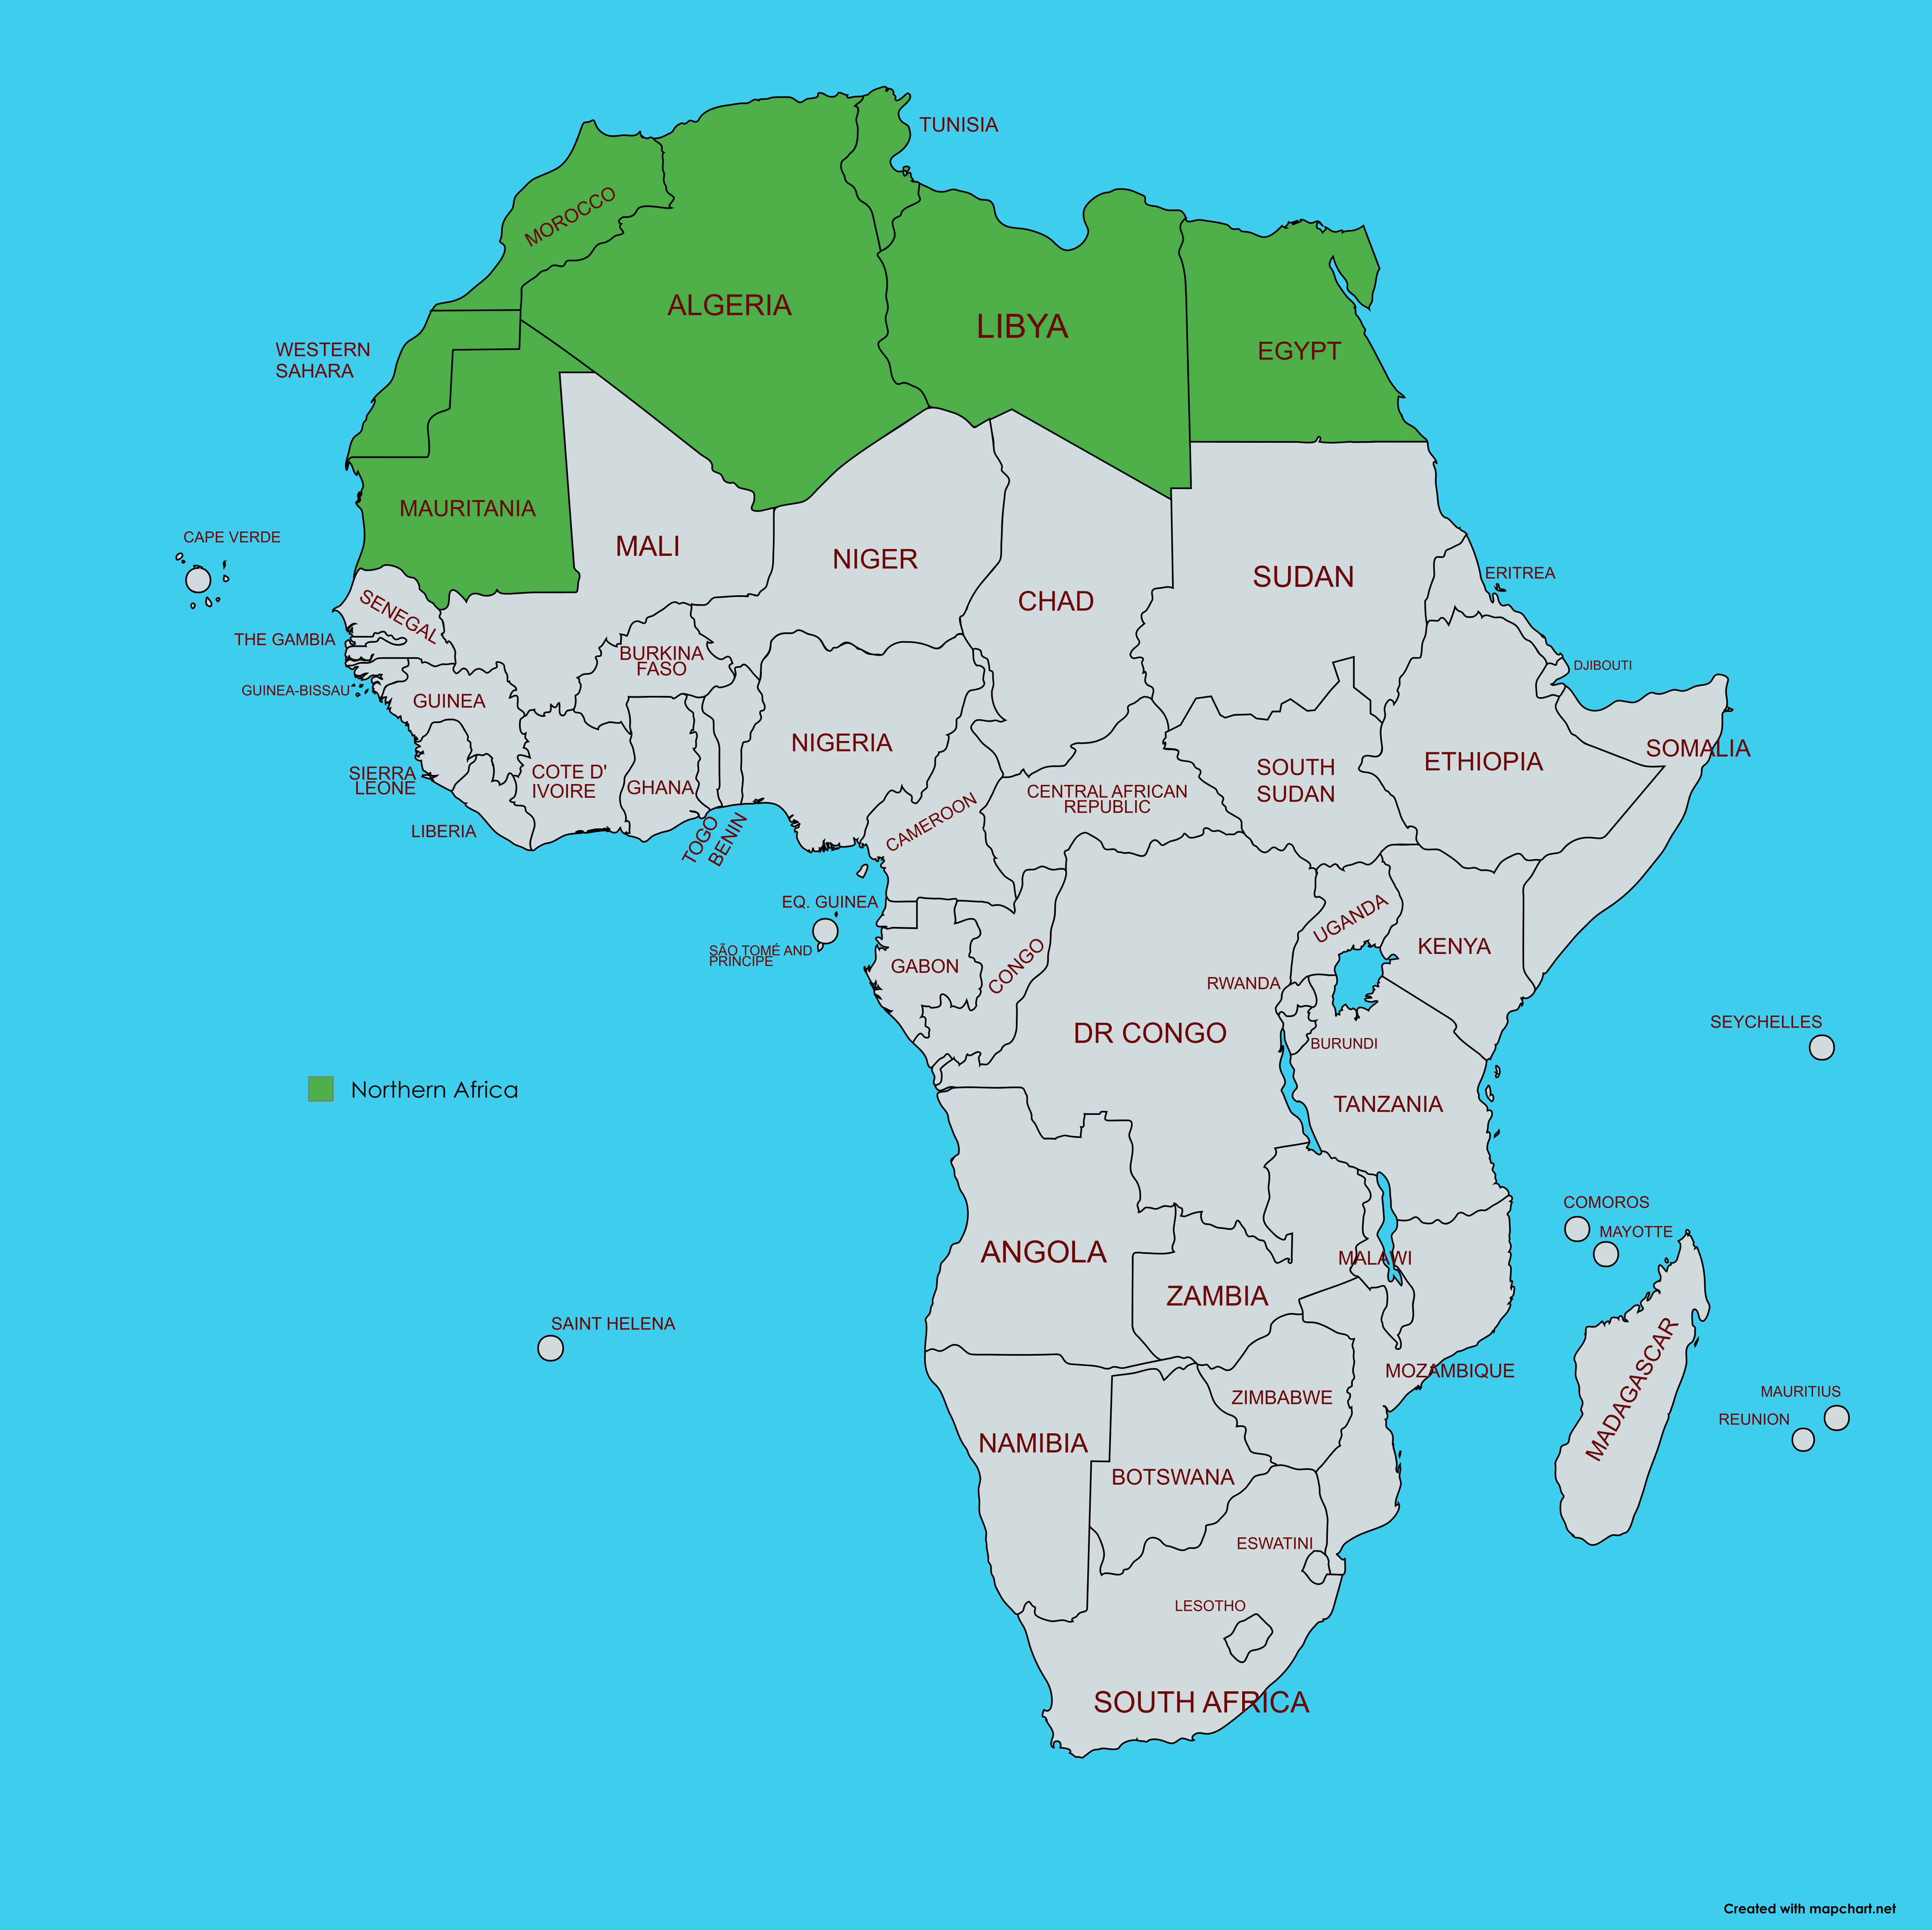 TUNISIA
MOROCCO
ALGERIA
LIBYA
EGYPT
WESTERN
SAHARA
MAURITANIA
CAPE VERDE
MALI
NIGER
CHAD
SUDAN
ERITREA
SENEGAL
THE GAMBIA
BURKINA
FASO
DJIBOUTI
GUINEA-BISSAU
GUINEA
NIGERIA
SOMALIA
ETHIOPIA
SOUTH
SUDAN
SIERRA
LEONE
COTE D'
IVOIRE
GHANA
CENTRAL AFRICAN
REPUBLIC
CAMEROON
LIBERIA
TOGO
BENIN
EQ. GUINEA
UGANDA
KENYA
SÃO TOMÉ AND
PRINCIPE
GABON
CONGO
RWANDA
DR CONGO
BURUNDI
SEYCHELLES
Northern Africa
TANZANIA
COMOROS
MAYOTTE
ANGOLA
MALAWI
ZAMBIA
SAINT HELENA
MOZAMBIQUE
MADAGASCAR
ZIMBABWE
MAURITIUS
REUNION
NAMIBIA
BOTSWANA
ESWATINI
LESOTHO
SOUTH AFRICA
Created with mapchart.net